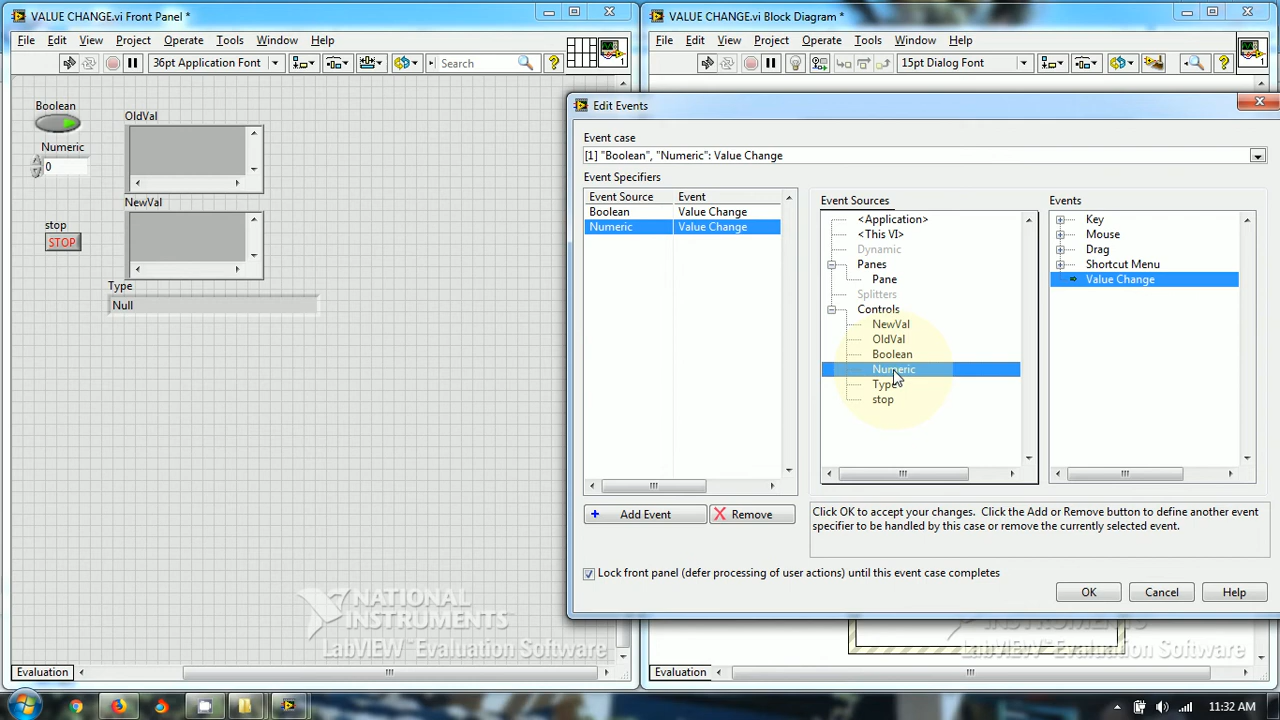 VALUE CHANGE.vi Front Panel *
File Edit View Project Operate Tools Window Help
36pt Application Font
Search
1
Boolean
OldVal
Numeric
0
NewVal
stop
STOP
Type
Null
NATIONAL
INSTRUMENTS
LabVIEW™ Evaluation Software
Evaluation
VALUE CHANGE.vi Block Diagram *
File Edit View Project Operate Tools Window Help
15pt Dialog Font
1
Edit Events
Event case
[1] "Boolean", "Numeric": Value Change
Event Specifiers
Event Source Event
Boolean Value Change
Numeric Value Change
Add Event
Remove
Event Sources
<Application>
<This VI>
Dynamic
Panes
Pane
Splitters
Controls
NewVal
OldVal
Boolean
Numeric
Type
stop
Events
Key
Mouse
Drag
Shortcut Menu
Value Change
Click OK to accept your changes. Click the Add or Remove button to define another event
specifier to be handled by this case or remove the currently selected event.
Lock front panel (defer processing of user actions) until this event case completes
OK
Cancel
Help
INSTRUMENTS
LabVIEW™ Evaluation Software
Evaluation
11:32 AM